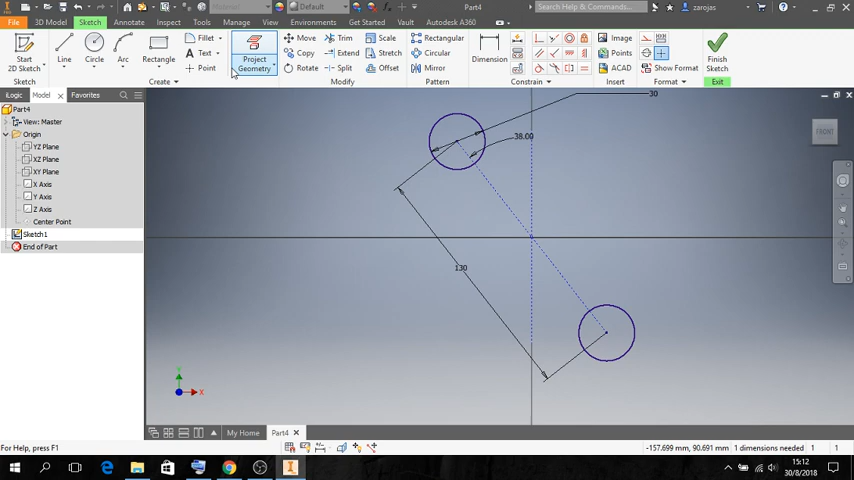 Material
Default
Part4
Search Help & Commands...
zarojas
File
3D Model
Sketch
Annotate
Inspect
Tools
Manage
View
Environments
Get Started
Vault
Autodesk A360
Start
2D Sketch
Line
Circle
Arc
Rectangle
Fillet
Text
Point
Project
Geometry
Move
Copy
Rotate
Trim
Extend
Split
Scale
Stretch
Offset
Rectangular
Circular
Mirror
Dimension
Image
Points
ACAD
Show Format
Finish
Sketch
Sketch
Create
Modify
Pattern
Constrain
Insert
Format
Exit
iLogic
Model
Favorites
Part4
View: Master
Origin
YZ Plane
XZ Plane
XY Plane
X Axis
Y Axis
Z Axis
Center Point
Sketch1
End of Part
30
38.00
130
FRONT
Y
X
My Home
Part4
For Help, press F1
-157.699 mm, 90.691 mm
1 dimensions needed
1
1
15:12
30/8/2018